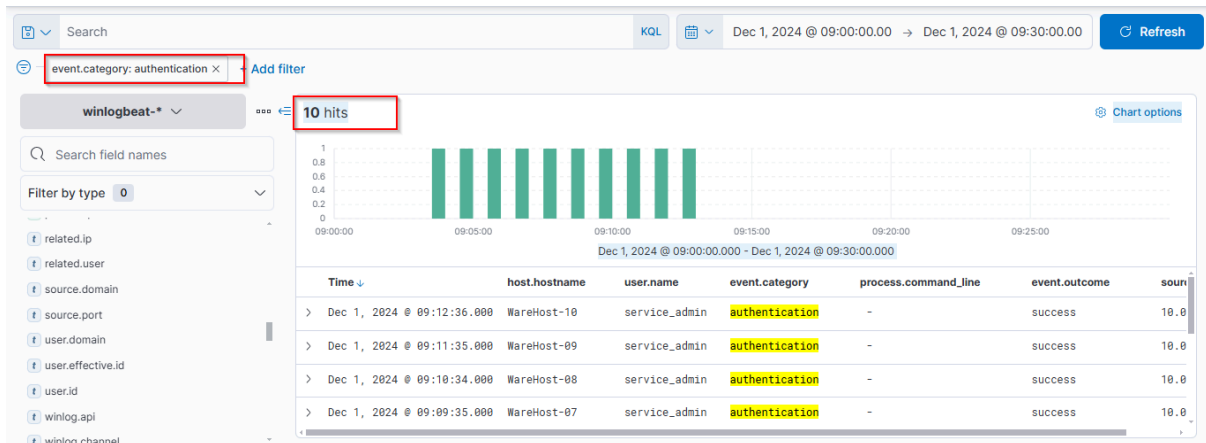 Search KQL Dec 1, 2024 @ 09:00:00.00 → Dec 1, 2024 @ 09:30:00.00 Refresh
event.category: authentication × + Add filter
winlogbeat-* 10 hits Chart options
Search field names
Filter by type 0
related.ip
related.user
source.domain
source.port
user.domain
user.effective.id
user.id
winlog.api
winlog.channel
1
0.8
0.6
0.4
0.2
0
09:00:00 09:05:00 09:10:00 09:15:00 09:20:00 09:25:00
Dec 1, 2024 @ 09:00:00.000 - Dec 1, 2024 @ 09:30:00.000
Time ↓ host.hostname user.name event.category process.command_line event.outcome
Dec 1, 2024 @ 09:12:36.000 WareHost-10 service_admin authentication - success 10.0
Dec 1, 2024 @ 09:11:35.000 WareHost-09 service_admin authentication - success 10.0
Dec 1, 2024 @ 09:10:34.000 WareHost-08 service_admin authentication - success 10.0
Dec 1, 2024 @ 09:09:35.000 WareHost-07 service_admin authentication - success 10.0